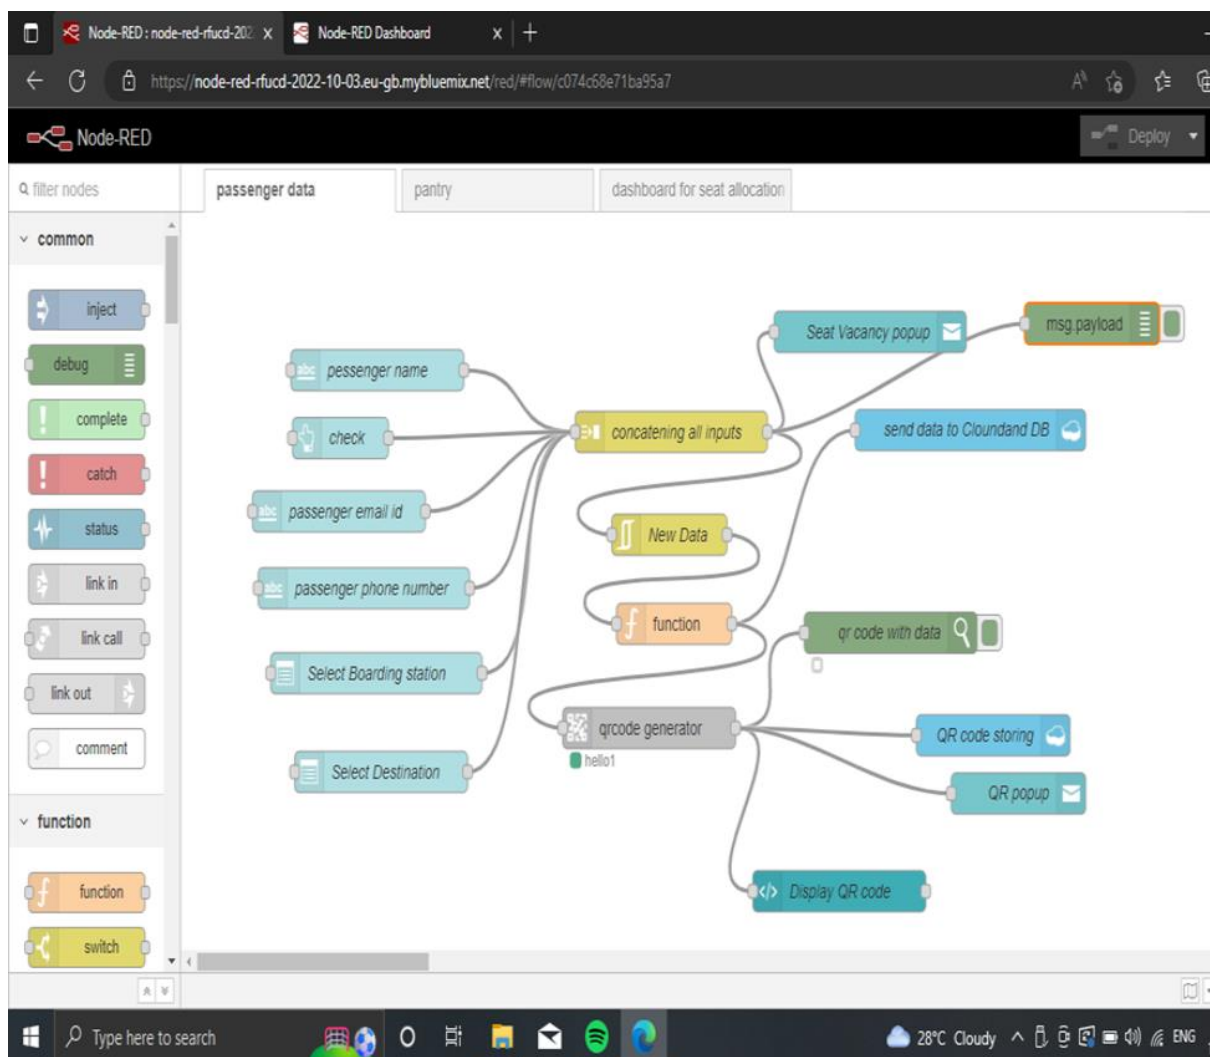 Node-RED : node-red-rfucd-202 x
Node-RED Dashboard x
https://node-red-rfucd-2022-10-03.eu-gb.mybluemix.net/red/#flow/c074c68e71ba95a7
Node-RED
Deploy
filter nodes
passenger data
pantry
dashboard for seat allocation
common
inject
debug
complete
catch
status
link in
link call
link out
comment
function
function
switch
pessenger name
check
passenger email id
passenger phone number
Select Boarding station
Select Destination
concatening all inputs
New Data
function
qrcode generator
hello1
Seat Vacancy popup
msg.payload
send data to Cloundand DB
qr code with data
QR code storing
QR popup
Display QR code
Type here to search
28°C Cloudy
ENG